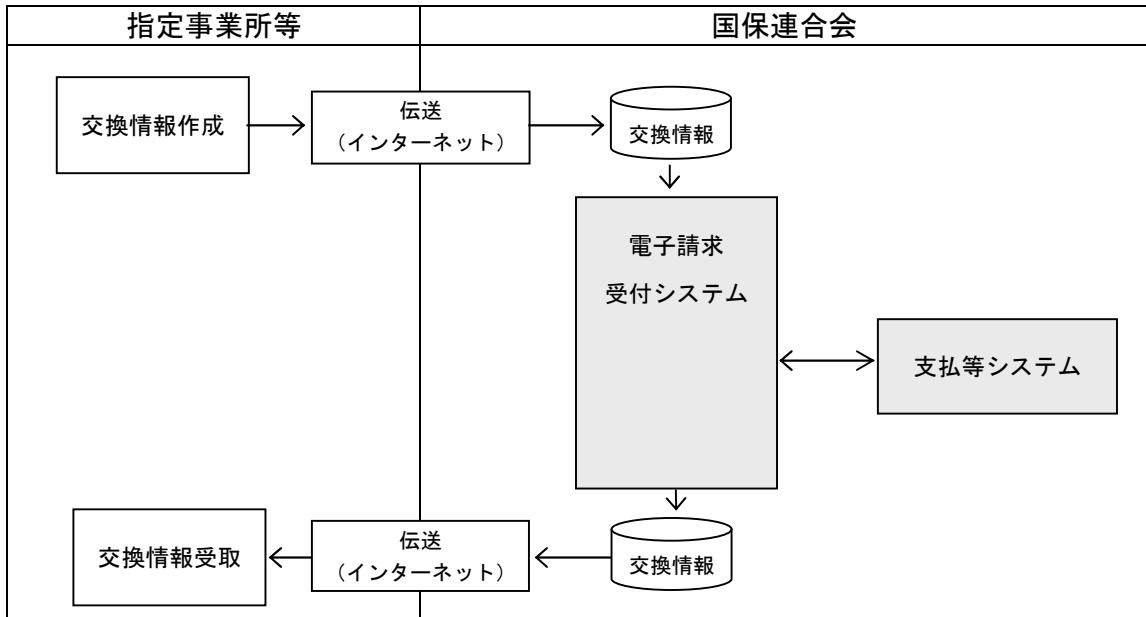 指定事業所等
国保連合会
交換情報作成
伝送
（インターネット）
交換情報
電子請求
受付システム
支払等システム
交換情報受取
伝送
（インターネット）
交換情報